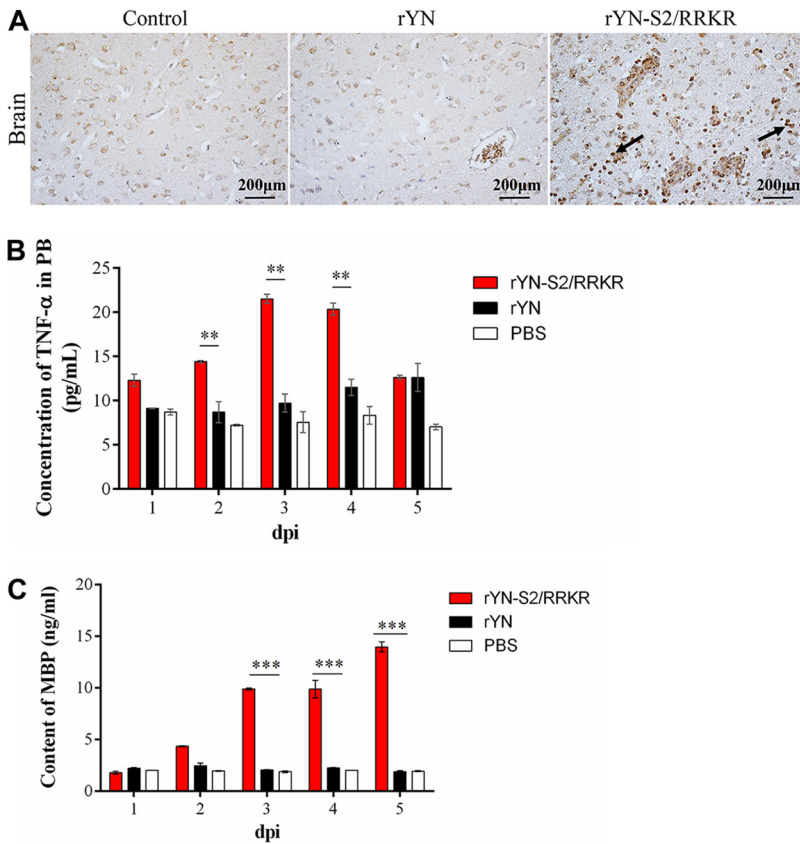 A
Control
rYN
rYN-S2/RRKR
Brain
200μm
200μm
200μm
B
Concentration of TNF-α in PB
(pg/mL)
25
20
15
10
5
0
**
**
**
1
2
3
4
5
dpi
rYN-S2/RRKR
rYN
PBS
C
Content of MBP (ng/ml)
20
15
10
5
0
***
***
***
1
2
3
4
5
dpi
rYN-S2/RRKR
rYN
PBS